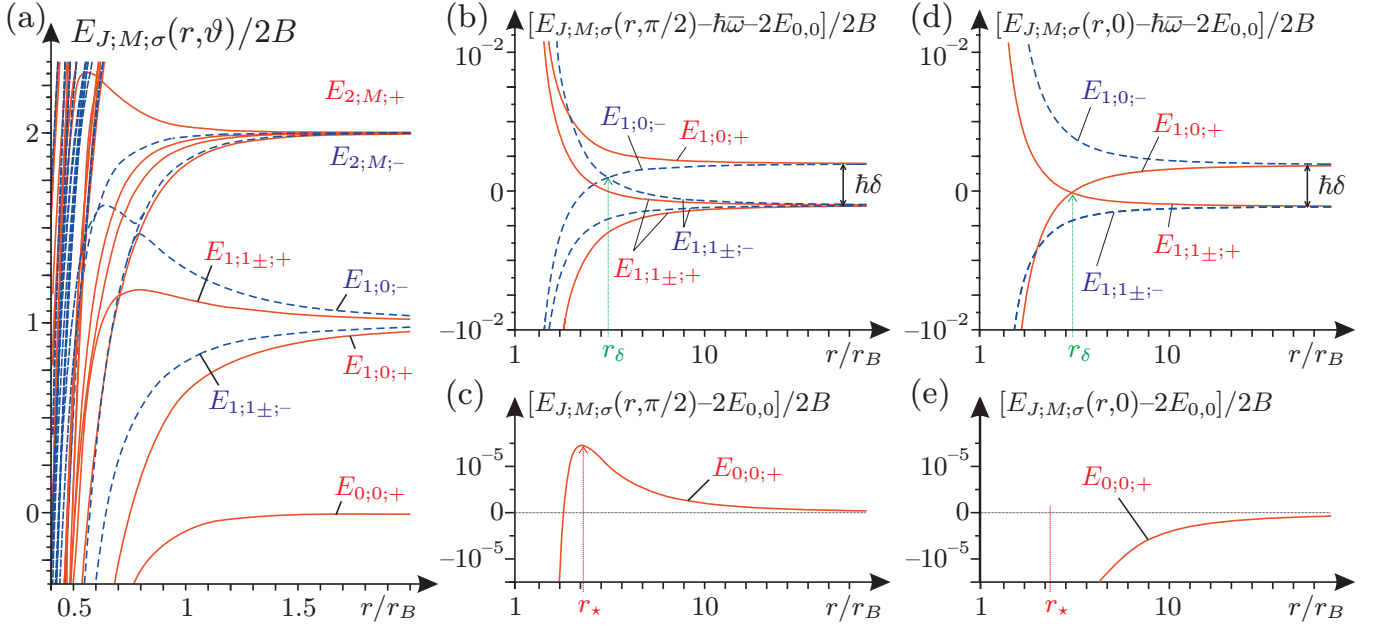 (a) E_{J;M;σ}(r,ϑ)/2B
2
1
0
0.5 1 1.5 r/r_B
E_{2;M;+}
E_{2;M;−}
E_{1;1±;+}
E_{1;0;−}
E_{1;0;+}
E_{1;1±;−}
E_{0;0;+}
(b) [E_{J;M;σ}(r,π/2)–ħω̅–2E_{0,0}]/2B
10^{−2}
0
−10^{−2}
E_{1;0;−}
E_{1;0;+}
ħδ
E_{1;1±;−}
E_{1;1±;+}
1 r_δ 10 r/r_B
(d) [E_{J;M;σ}(r,0)–ħω̅–2E_{0,0}]/2B
10^{−2}
0
−10^{−2}
E_{1;0;−}
E_{1;0;+}
ħδ
E_{1;1±;+}
E_{1;1±;−}
1 r_δ 10 r/r_B
(c) [E_{J;M;σ}(r,π/2)–2E_{0,0}]/2B
10^{−5}
0
−10^{−5}
E_{0;0;+}
1 r_⋆ 10 r/r_B
(e) [E_{J;M;σ}(r,0)–2E_{0,0}]/2B
10^{−5}
0
−10^{−5}
E_{0;0;+}
1 r_⋆ 10 r/r_B